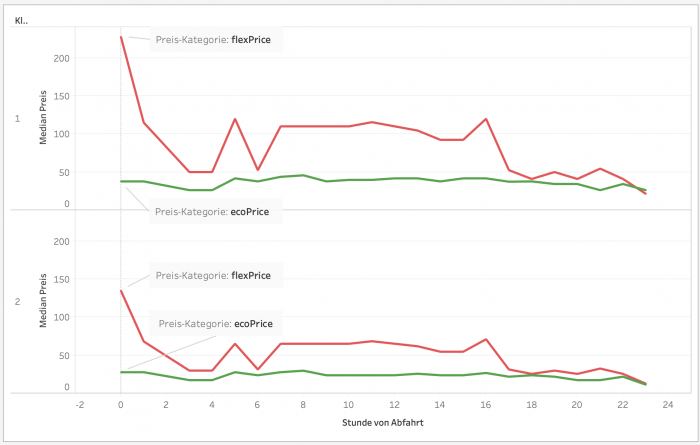 Kl..
Preis-Kategorie: flexPrice
200
150
100
50
0
1
Median Preis
Preis-Kategorie: ecoPrice
200
150
100
50
0
2
Median Preis
Preis-Kategorie: flexPrice
Preis-Kategorie: ecoPrice
-2 0 2 4 6 8 10 12 14 16 18 20 22 24
Stunde von Abfahrt